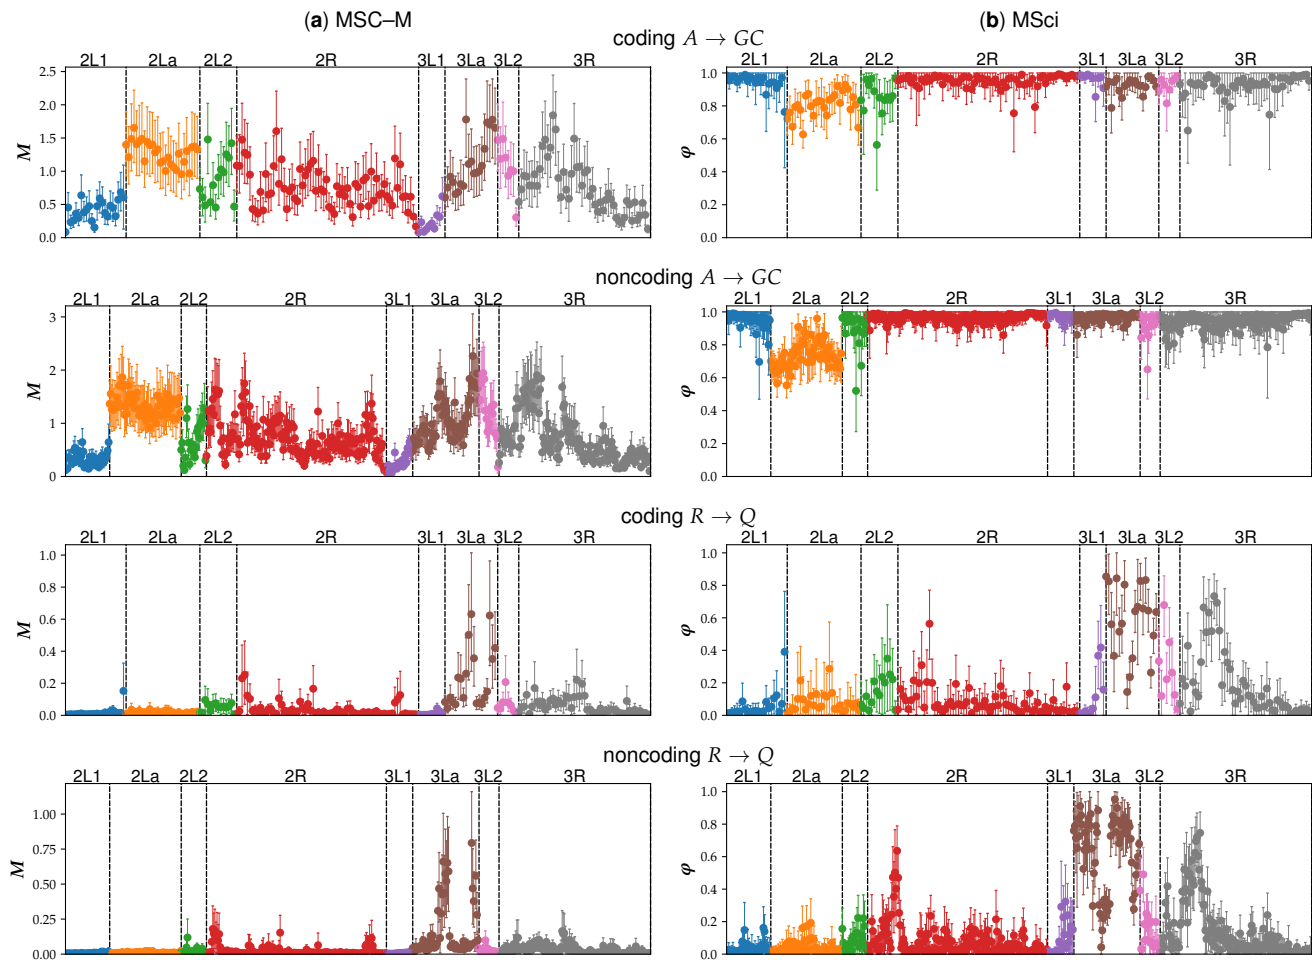 (a) MSC–M
(b) MSci
coding A → GC
2L1 2La 2L2 2R 3L1 3La 3L2 3R
2L1 2La 2L2 2R 3L1 3La 3L2 3R
2.5
2.0
1.5
1.0
0.5
0.0
M
1.0
0.8
0.6
0.4
0.2
0.0
φ
noncoding A → GC
2L1 2La 2L2 2R 3L1 3La 3L2 3R
2L1 2La 2L2 2R 3L1 3La 3L2 3R
3
2
1
0
M
1.0
0.8
0.6
0.4
0.2
0.0
φ
coding R → Q
2L1 2La 2L2 2R 3L1 3La 3L2 3R
2L1 2La 2L2 2R 3L1 3La 3L2 3R
1.0
0.8
0.6
0.4
0.2
0.0
M
1.0
0.8
0.6
0.4
0.2
0.0
φ
noncoding R → Q
2L1 2La 2L2 2R 3L1 3La 3L2 3R
2L1 2La 2L2 2R 3L1 3La 3L2 3R
1.00
0.75
0.50
0.25
0.00
M
1.0
0.8
0.6
0.4
0.2
0.0
φ